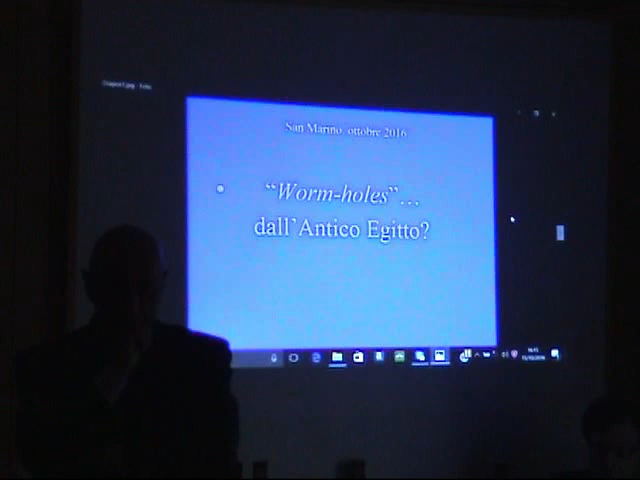 San Marino, ottobre 2016
“Worm-holes”…
dall’Antico Egitto?